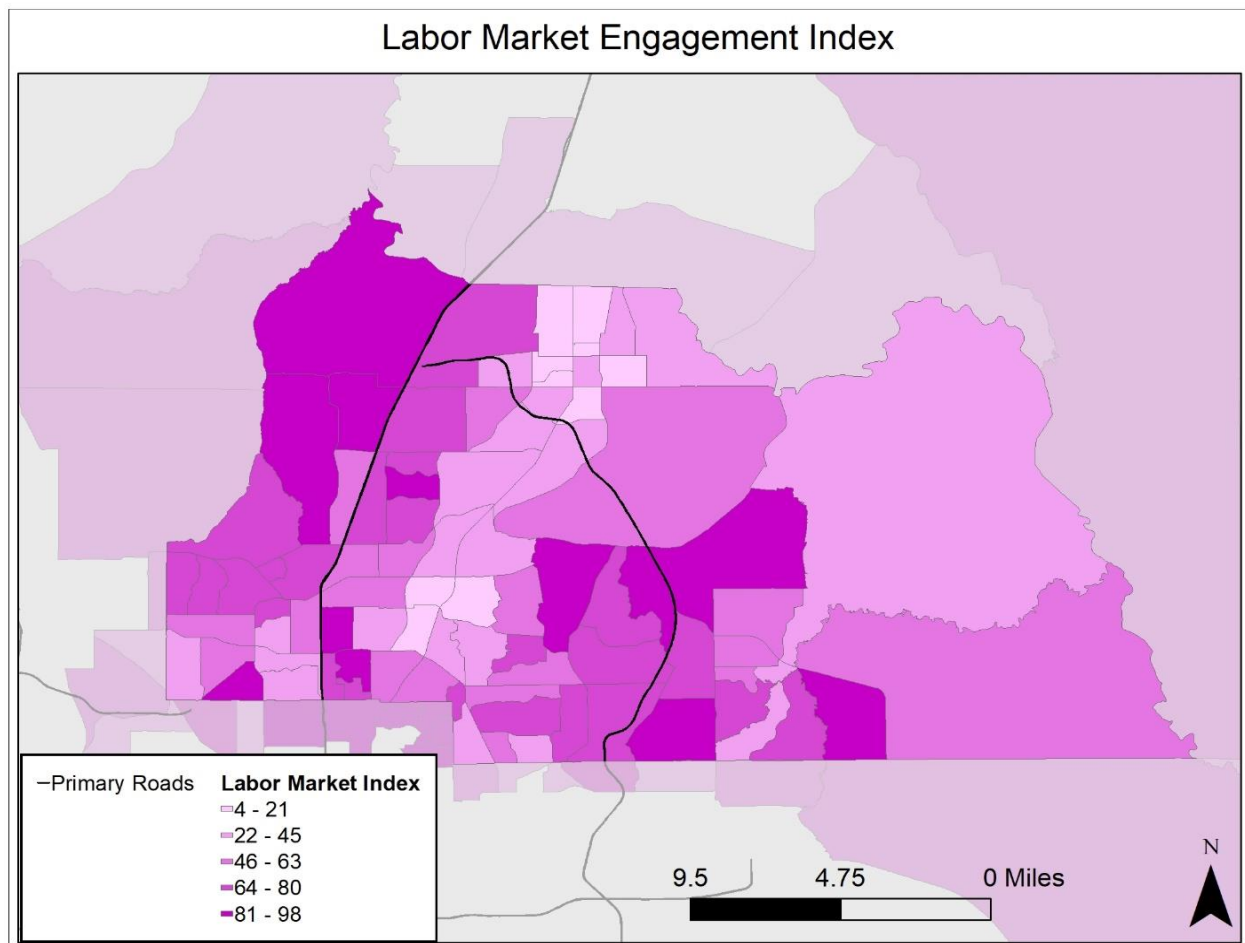 Labor Market Engagement Index
Primary Roads
Labor Market Index
4 - 21
22 - 45
46 - 63
64 - 80
81 - 98
9.5 4.75 0 Miles
N